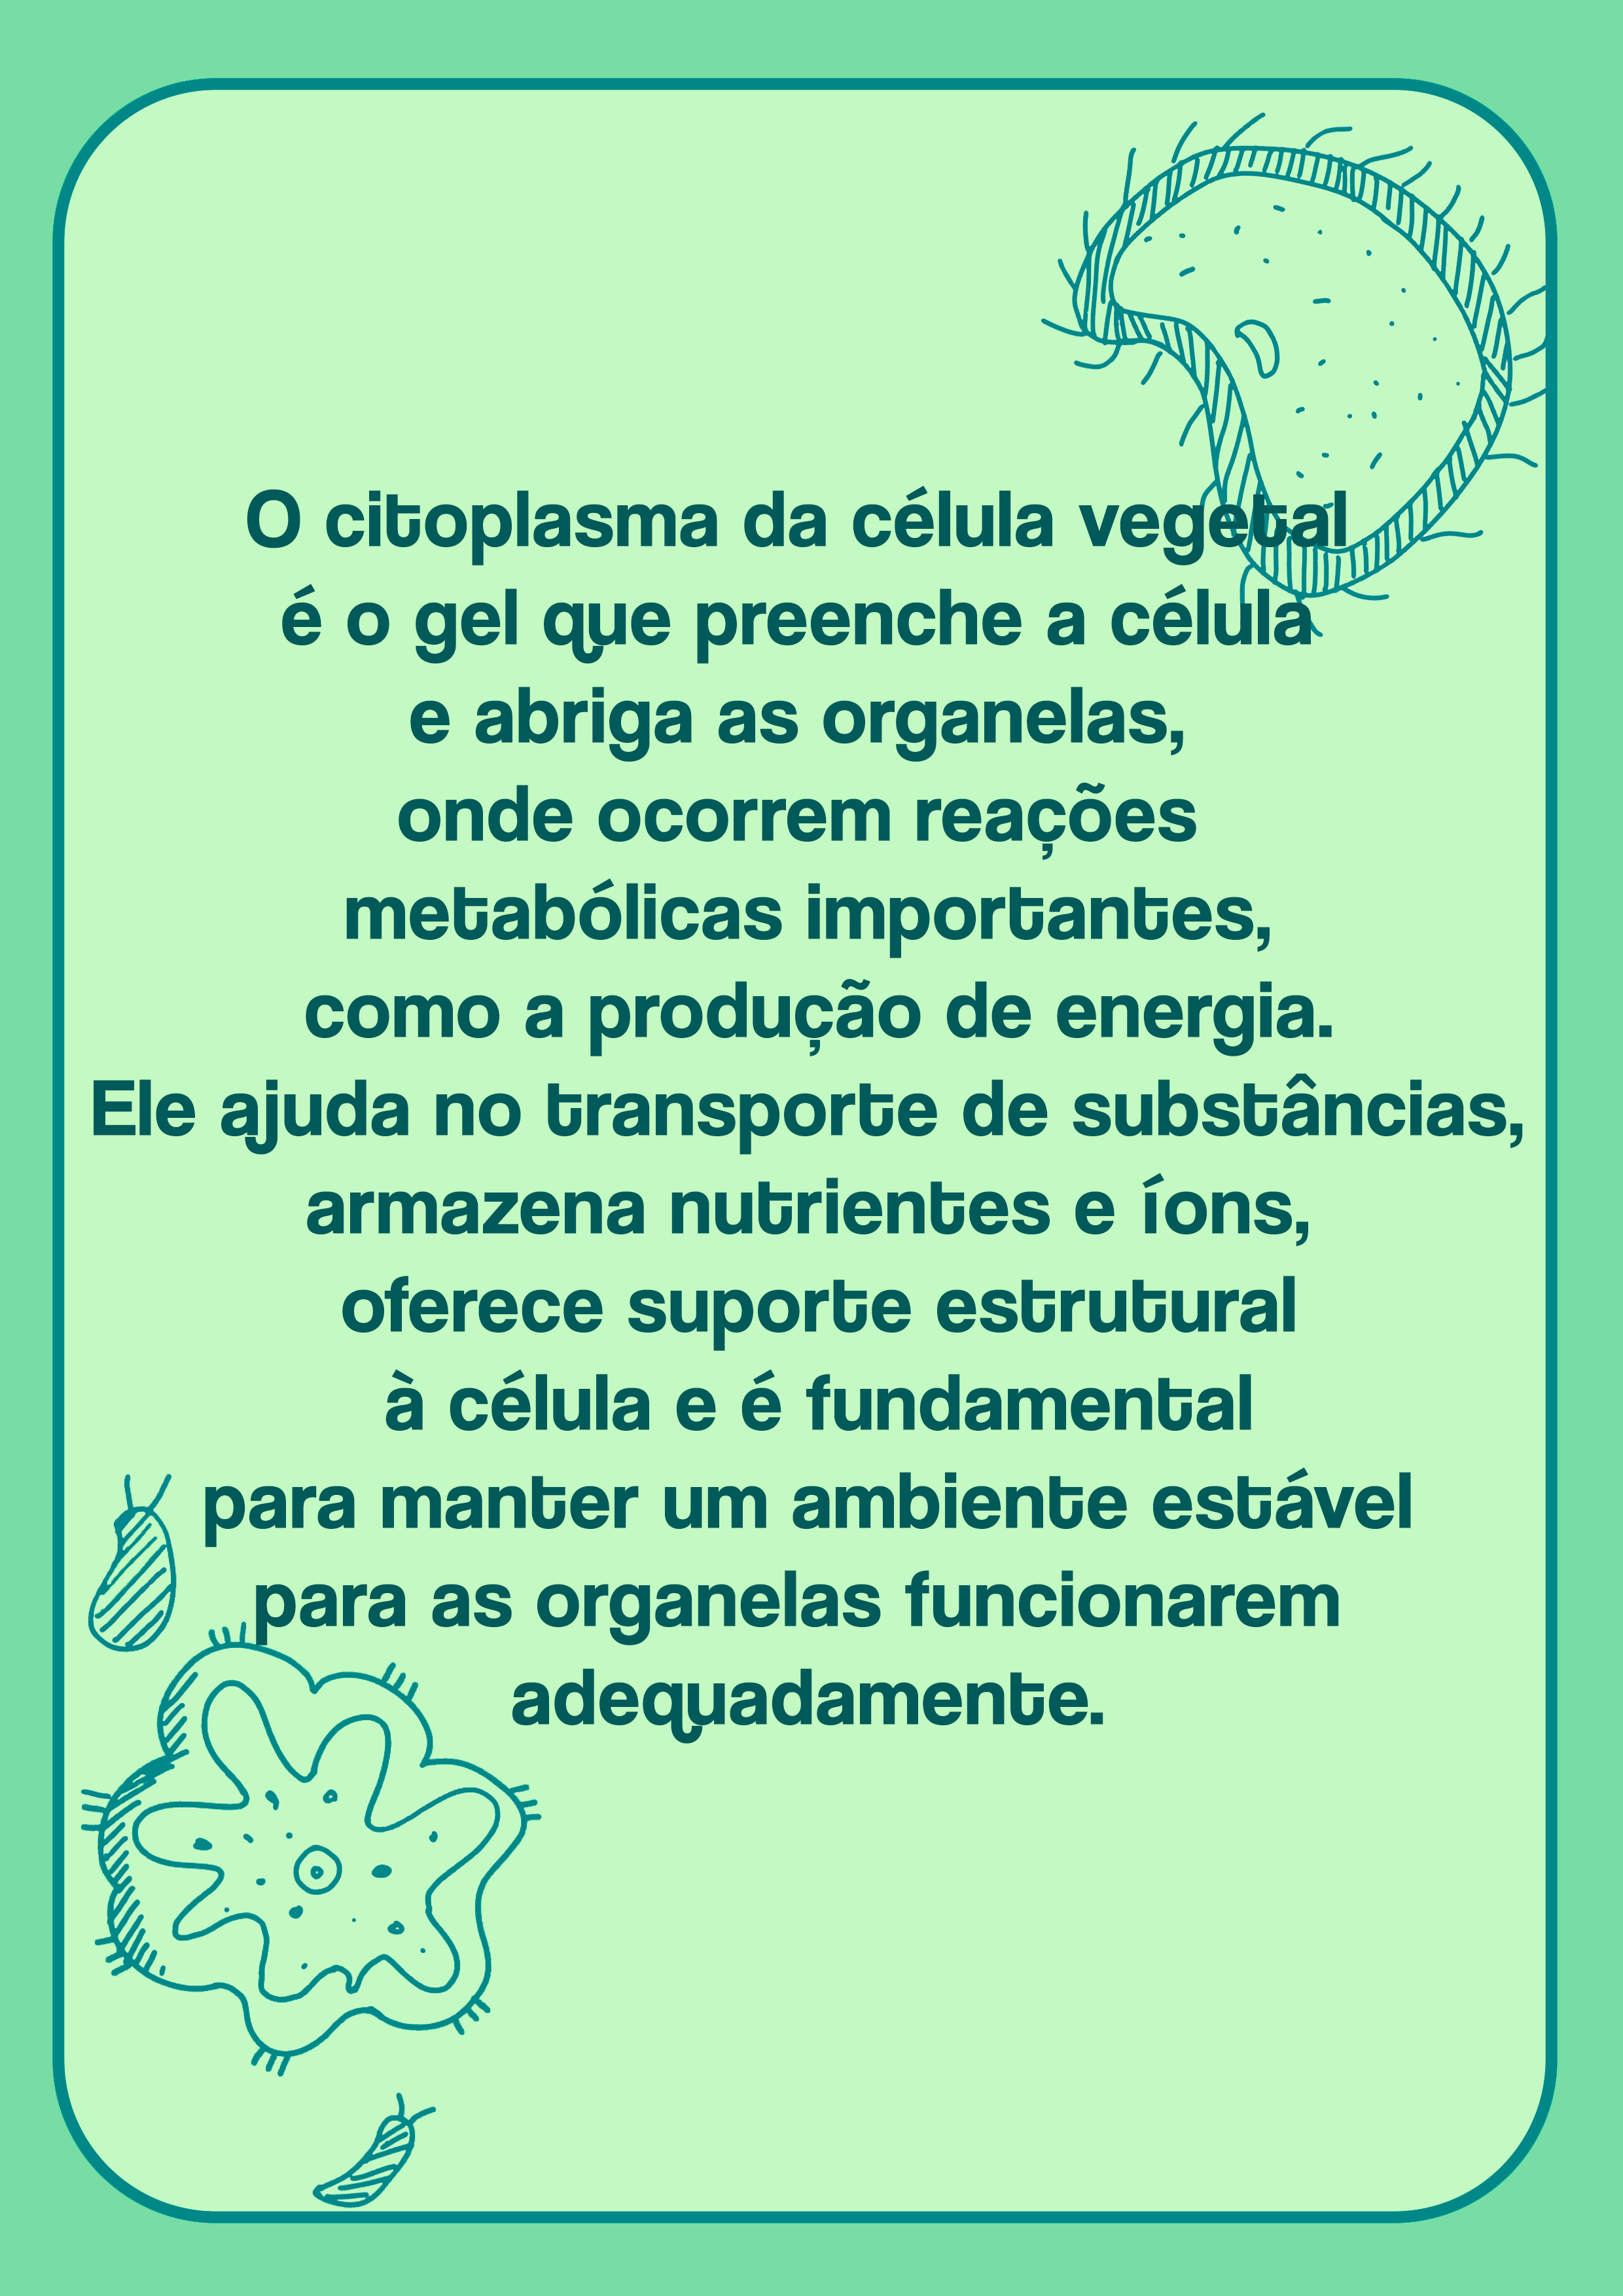 O citoplasma da célula vegetal
é o gel que preenche a célula
e abriga as organelas,
onde ocorrem reações
metabólicas importantes,
como a produção de energia.
Ele ajuda no transporte de substâncias,
armazena nutrientes e íons,
oferece suporte estrutural
à célula e é fundamental
para manter um ambiente estável
para as organelas funcionarem
adequadamente.